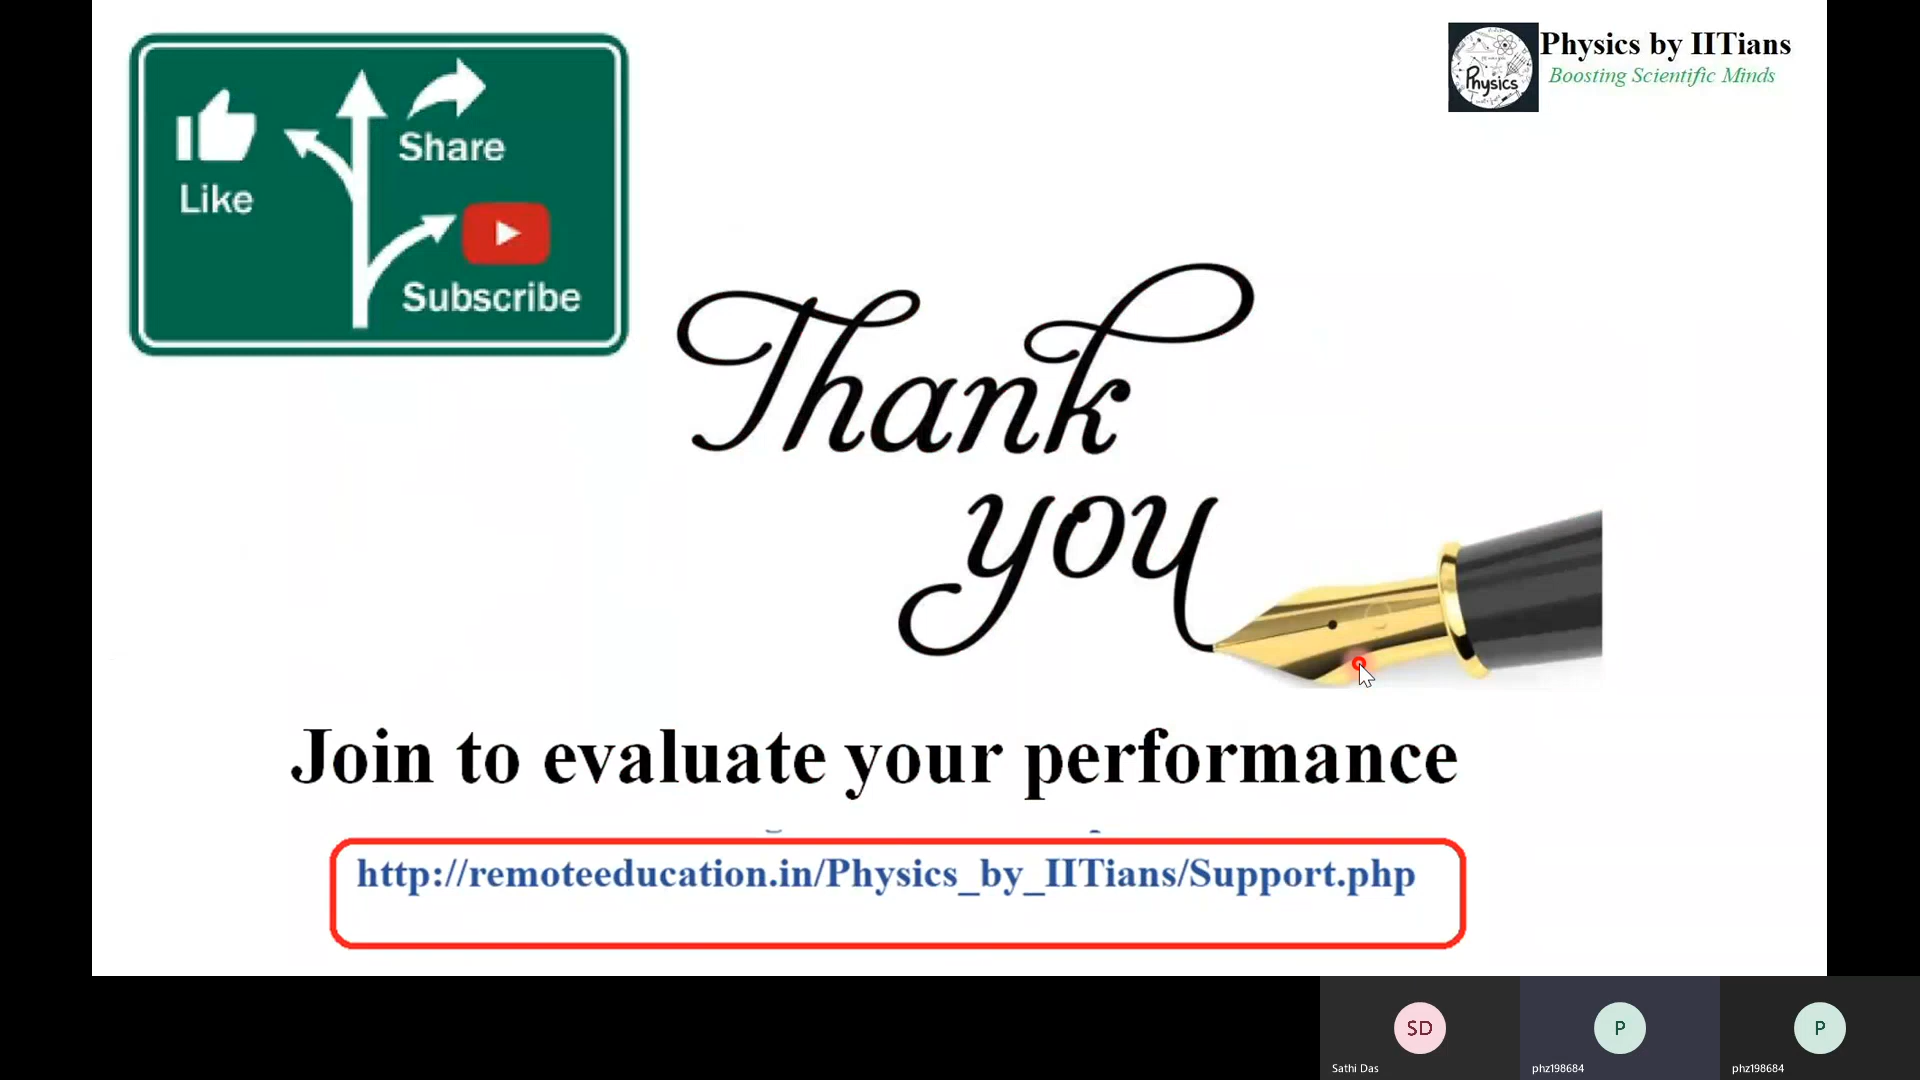 Physics by IITians
Boosting Scientific Minds
Physics
Share
Like
Subscribe
Thank
you
Join to evaluate your performance
http://remoteeducation.in/Physics_by_IITians/Support.php
SD
P
P
Sathi Das
phz198684
phz198684